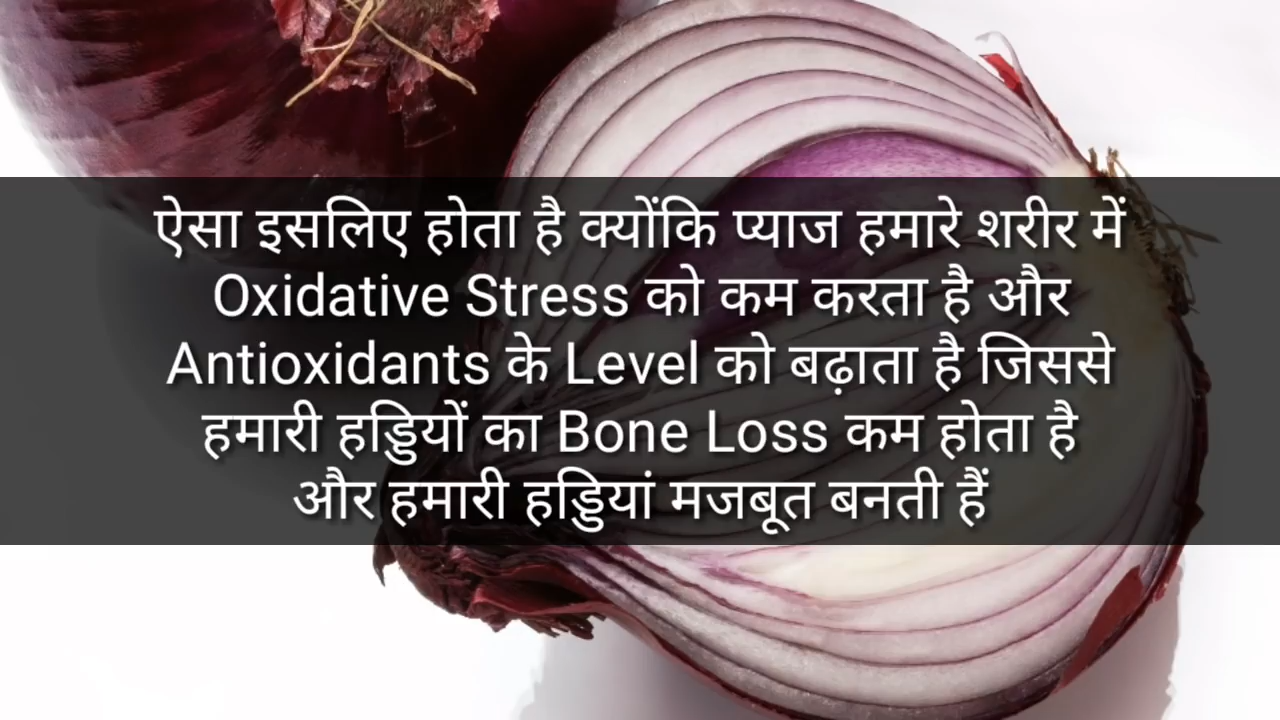 ऐसा इसलिए होता है क्योंकि प्याज हमारे शरीर में
Oxidative Stress को कम करता है और
Antioxidants के Level को बढ़ाता है जिससे
हमारी हड्डियों का Bone Loss कम होता है
और हमारी हड्डियां मजबूत बनती हैं